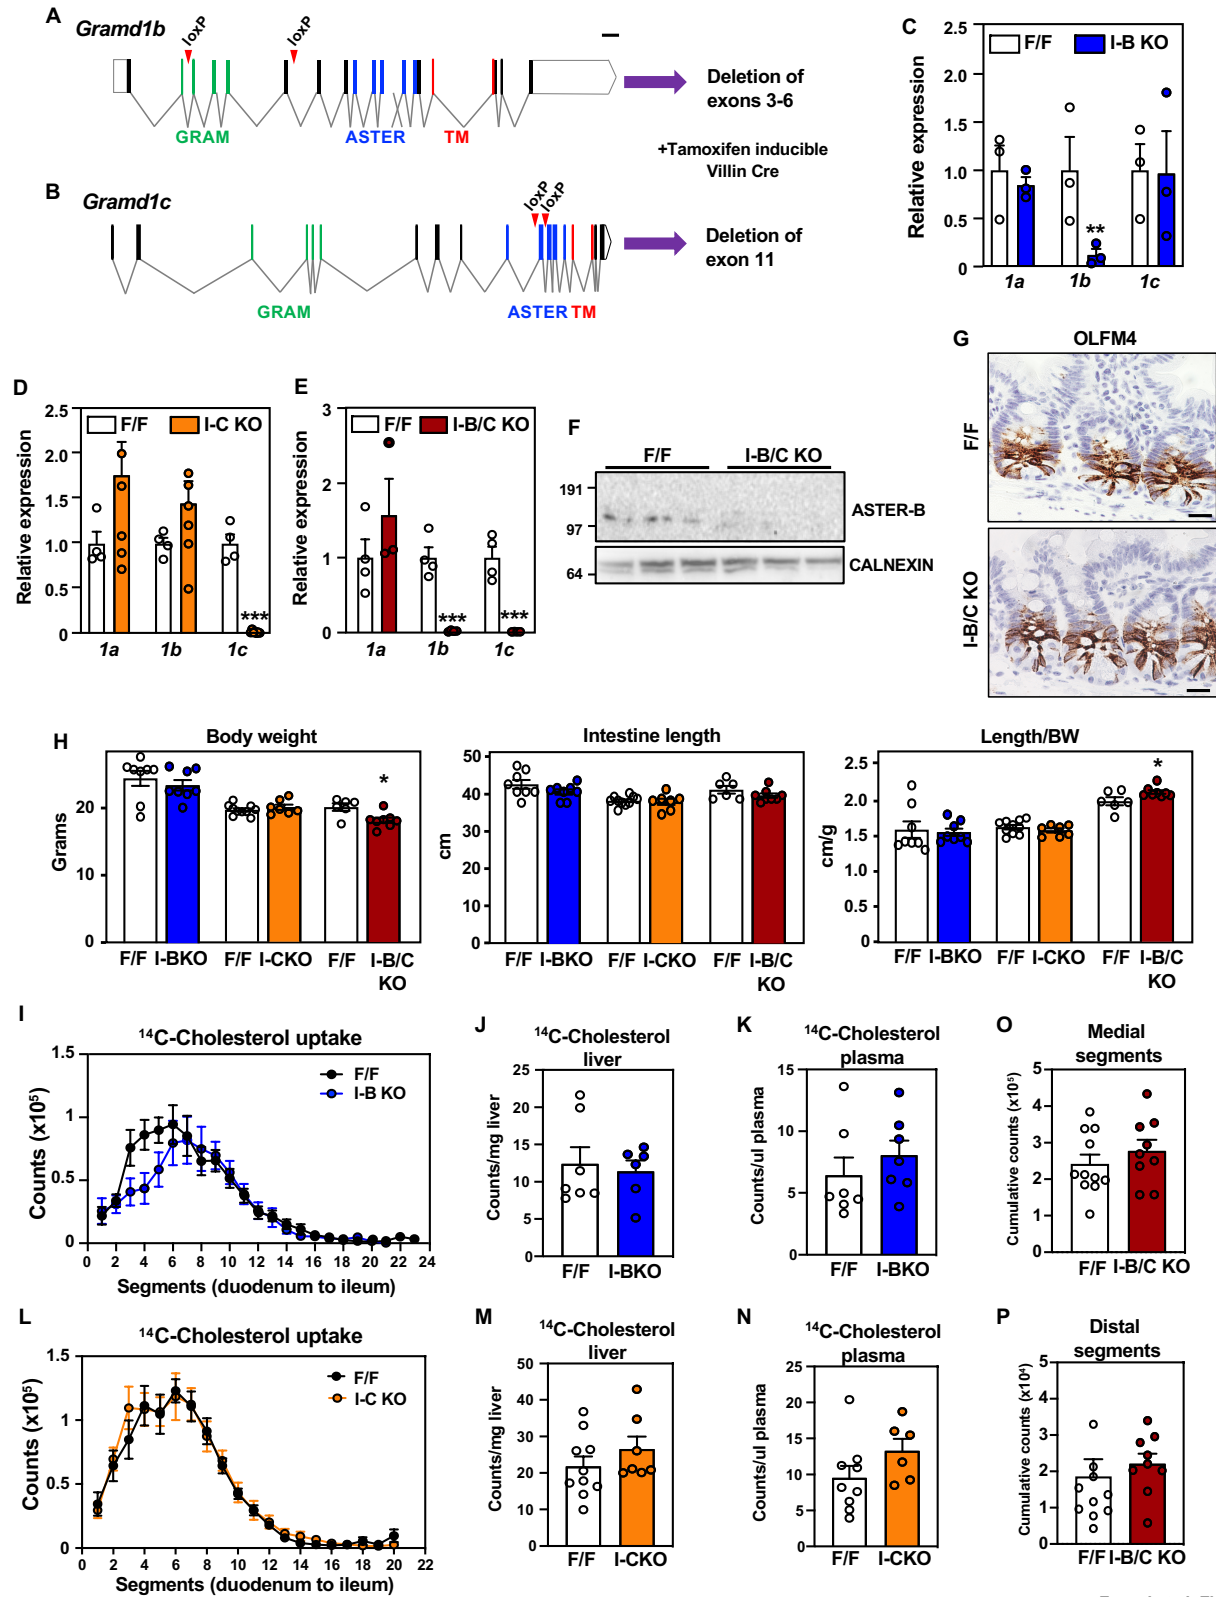 A
Gramd1b
loxP
loxP
GRAM
ASTER
TM
Deletion of
exons 3-6
+Tamoxifen inducible
Villin Cre
B
Gramd1c
loxP
loxP
GRAM
ASTER TM
Deletion of
exon 11
C
F/F
I-B KO
Relative expression
2.5
2.0
1.5
1.0
0.5
0
**
1a
1b
1c
D
F/F
I-C KO
Relative expression
2.5
2.0
1.5
1.0
0.5
0
***
1a
1b
1c
E
F/F
I-B/C KO
Relative expression
3
2
1
0
***
***
1a
1b
1c
F
F/F
I-B/C KO
191
97
64
ASTER-B
CALNEXIN
G
OLFM4
F/F
I-B/C KO
H
Body weight
Grams
20
10
0
*
F/F I-BKO F/F I-CKO F/F I-B/C
KO
Intestine length
cm
50
40
30
20
10
0
F/F I-BKO F/F I-CKO F/F I-B/C
KO
Length/BW
cm/g
2.5
2.0
1.5
1.0
0.5
0
*
F/F I-BKO F/F I-CKO F/F I-B/C
KO
I
14C-Cholesterol uptake
F/F
I-B KO
Counts (x10⁵)
1.5
1
0.5
0
0 2 4 6 8 10 12 14 16 18 20 22 24
Segments (duodenum to ileum)
J
14C-Cholesterol
liver
Counts/mg liver
25
20
15
10
5
0
F/F I-BKO
K
14C-Cholesterol
plasma
Counts/ul plasma
15
10
5
0
F/F I-BKO
O
Medial
segments
Cumulative counts (x10⁵)
5
4
3
2
1
0
F/F I-B/C KO
L
14C-Cholesterol uptake
F/F
I-C KO
Counts (x10⁵)
1.5
1
0.5
0
0 2 4 6 8 10 12 14 16 18 20 22
Segments (duodenum to ileum)
M
14C-Cholesterol
liver
Counts/mg liver
50
40
30
20
10
0
F/F I-CKO
N
14C-Cholesterol
plasma
Counts/ul plasma
25
20
15
10
5
0
F/F I-CKO
P
Distal
segments
Cumulative counts (x10⁴)
5
4
2
1
0
F/F I-B/C KO